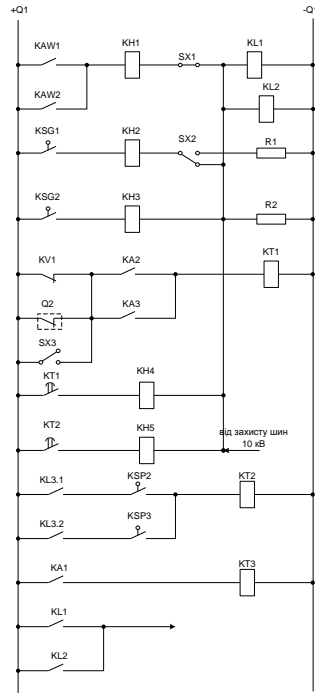 +Q1 -Q1
KAW1 KH1 SX1 KL1
KAW2 KL2
KSG1 KH2 SX2 R1
KSG2 KH3 R2
KV1 KA2 KT1
Q2 KA3
SX3
KT1 KH4
KT2 KH5 від захисту шин
10 кВ
KL3.1 KSP2 KT2
KL3.2 KSP3
KA1 KT3
KL1
KL2